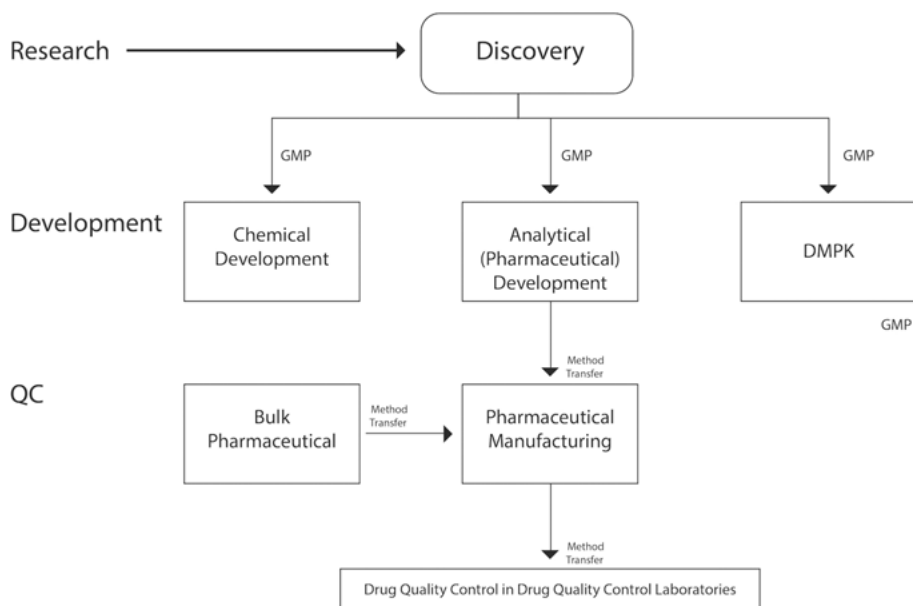 Research
Discovery
GMP
GMP
GMP
Development
Chemical
Development
Analytical
(Pharmaceutical)
Development
DMPK
GMP
Method
Transfer
QC
Bulk
Pharmaceutical
Method
Transfer
Pharmaceutical
Manufacturing
Method
Transfer
Drug Quality Control in Drug Quality Control Laboratories